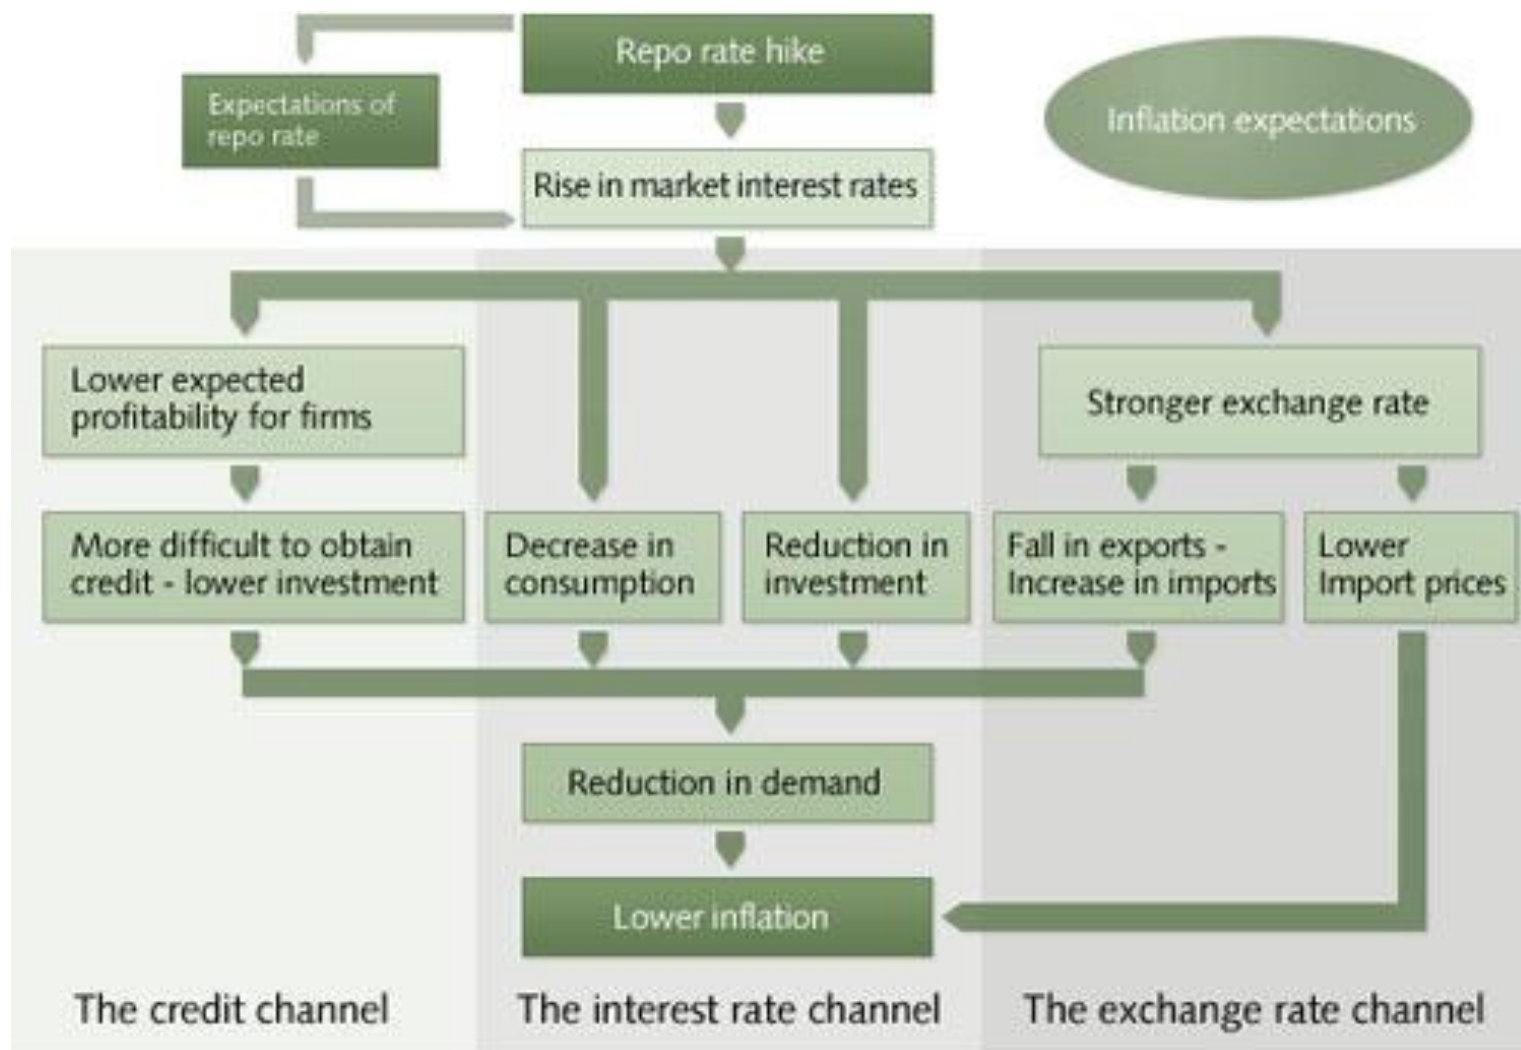 Repo rate hike
Expectations of
repo rate
Inflation expectations
Rise in market interest rates
Lower expected
profitability for firms
Stronger exchange rate
More difficult to obtain
credit - lower investment
Decrease in
consumption
Reduction in
investment
Fall in exports -
Increase in imports
Lower
Import prices
Reduction in demand
Lower inflation
The credit channel
The interest rate channel
The exchange rate channel